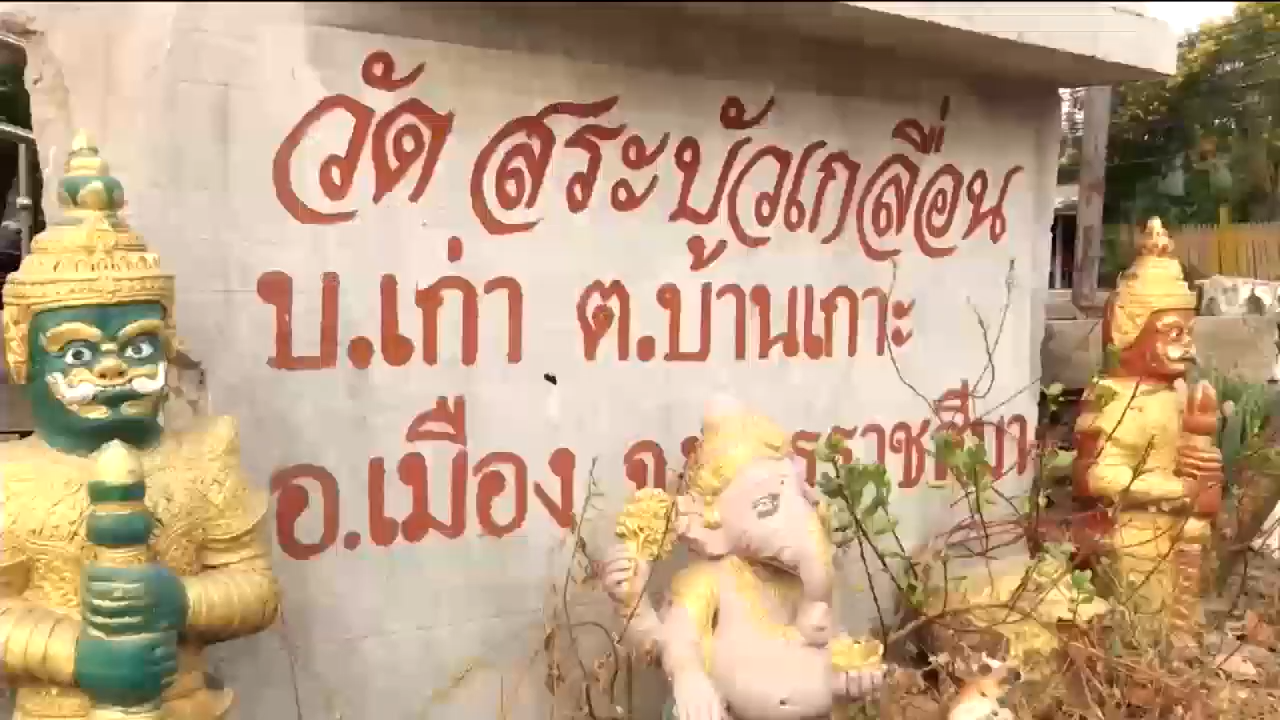 วัด สระบัวเกลื่อน
บ.เก่า ต.บ้านเกาะ
อ.เมือง